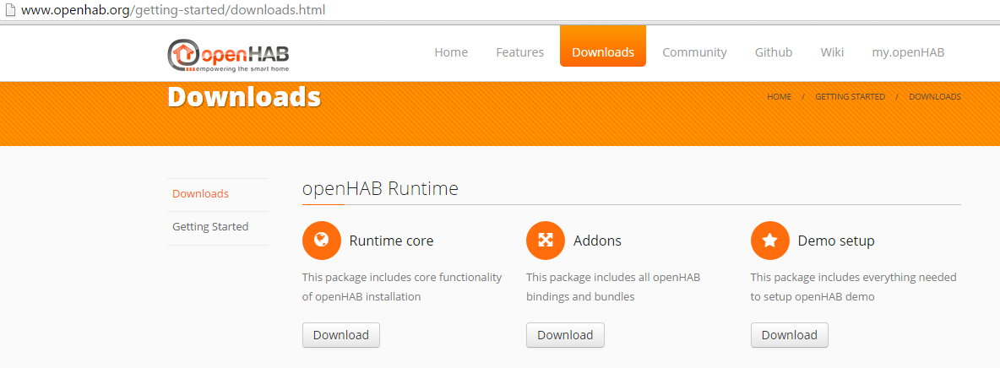 www.openhab.org/getting-started/downloads.html
openHAB
empowering the smart home
Home Features Downloads Community Github Wiki my.openHAB
Downloads
HOME / GETTING STARTED / DOWNLOADS
Downloads
Getting Started
openHAB Runtime
Runtime core
This package includes core functionality
of openHAB installation
Download
Addons
This package includes all openHAB
bindings and bundles
Download
Demo setup
This package includes everything needed
to setup openHAB demo
Download